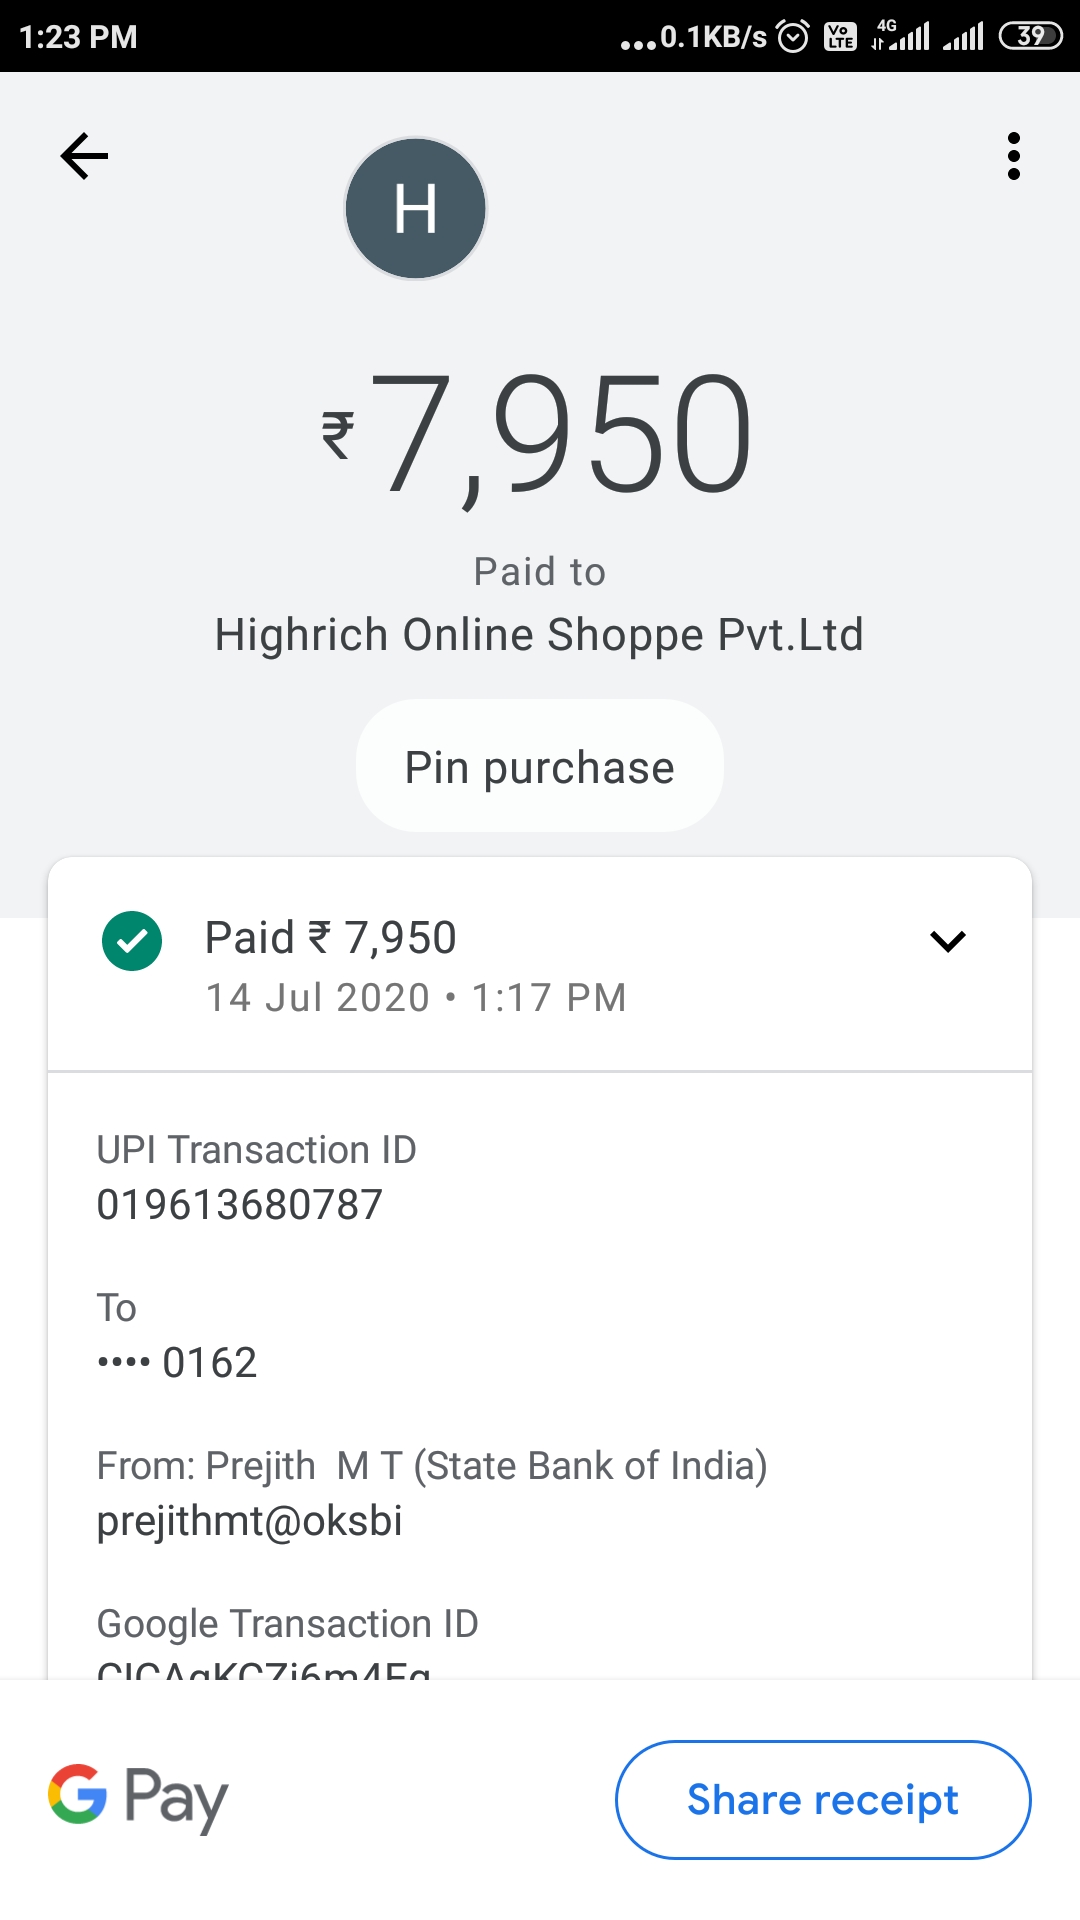 1:23 PM
...0.1KB/s
Vo
LTE
4G
39
H
₹7,950
Paid to
Highrich Online Shoppe Pvt.Ltd
Pin purchase
Paid ₹ 7,950
14 Jul 2020 • 1:17 PM
UPI Transaction ID
019613680787
To
•••• 0162
From: Prejith  M T (State Bank of India)
prejithmt@oksbi
Google Transaction ID
G Pay
Share receipt